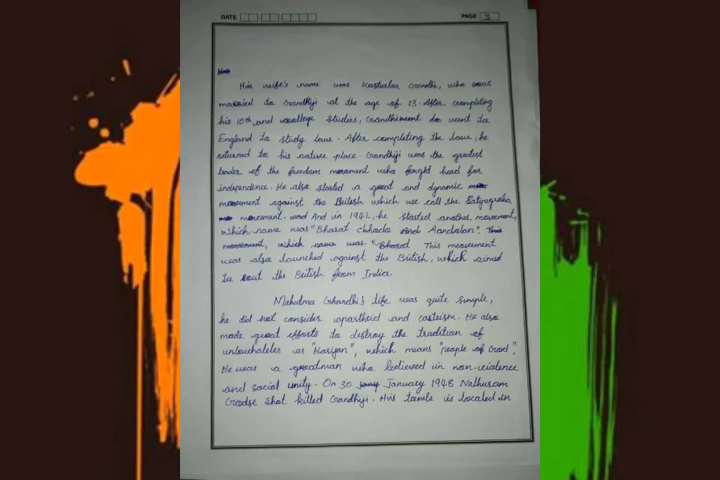 DATE
PAGE 3
His wife's name was Kasturba Gandhi, who was
married to Gandhiji at the age of 13. After completing
his 10th and college studies, Gandhi went to
England to study Law. After completing the Law, he
returned to his native place Gandhiji was the greatest
leader of the freedom movement who fought head for
independence. He also started a great and dynamic
movement against the British which we call the Satyagraha
movement. And in 1942, he started another movement,
which name was "Bharat Chhodo And Aandolan".
This movement
was also launched against the British, which aimed
to out the British from India.
Mahatma Ghandhi's life was quite simple,
he did not consider apartheid and casteism. He also
made great efforts to destroy the tradition of
untouchables as "Harijan", which means "people of God".
He was a goodman who believed in non-violence
and social unity. On 30 January 1948 Nathuram
Godse shot killed Gandhiji. His is located in